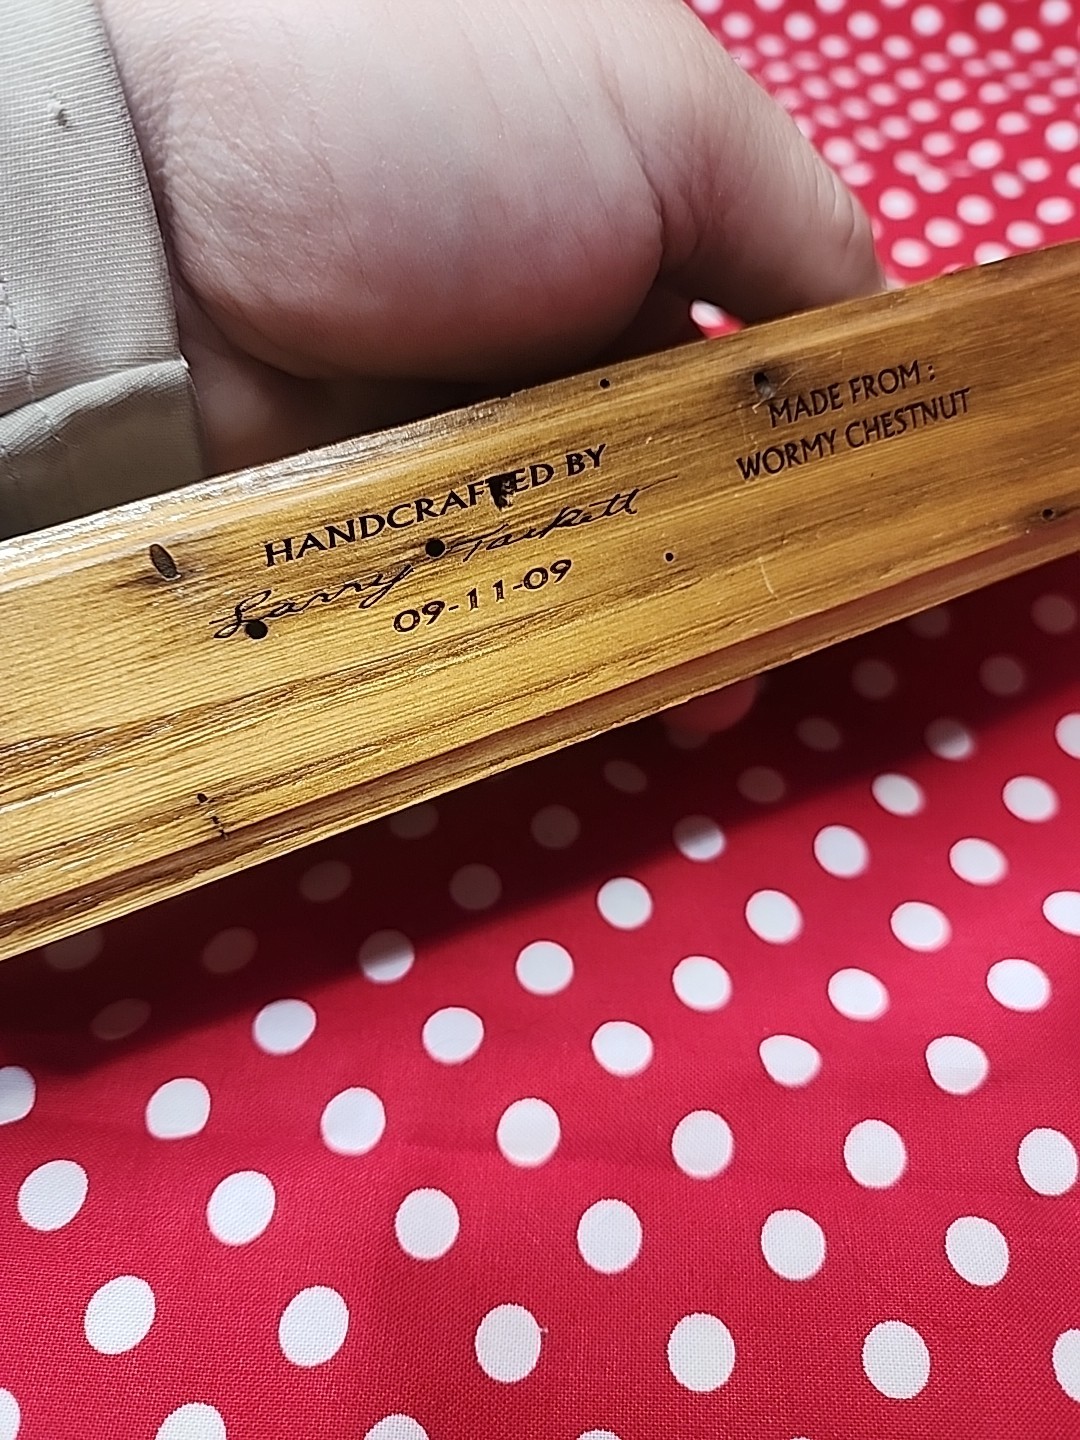 HANDCRAFTED BY
Larry Tackett
09-11-09
MADE FROM :
WORMY CHESTNUT